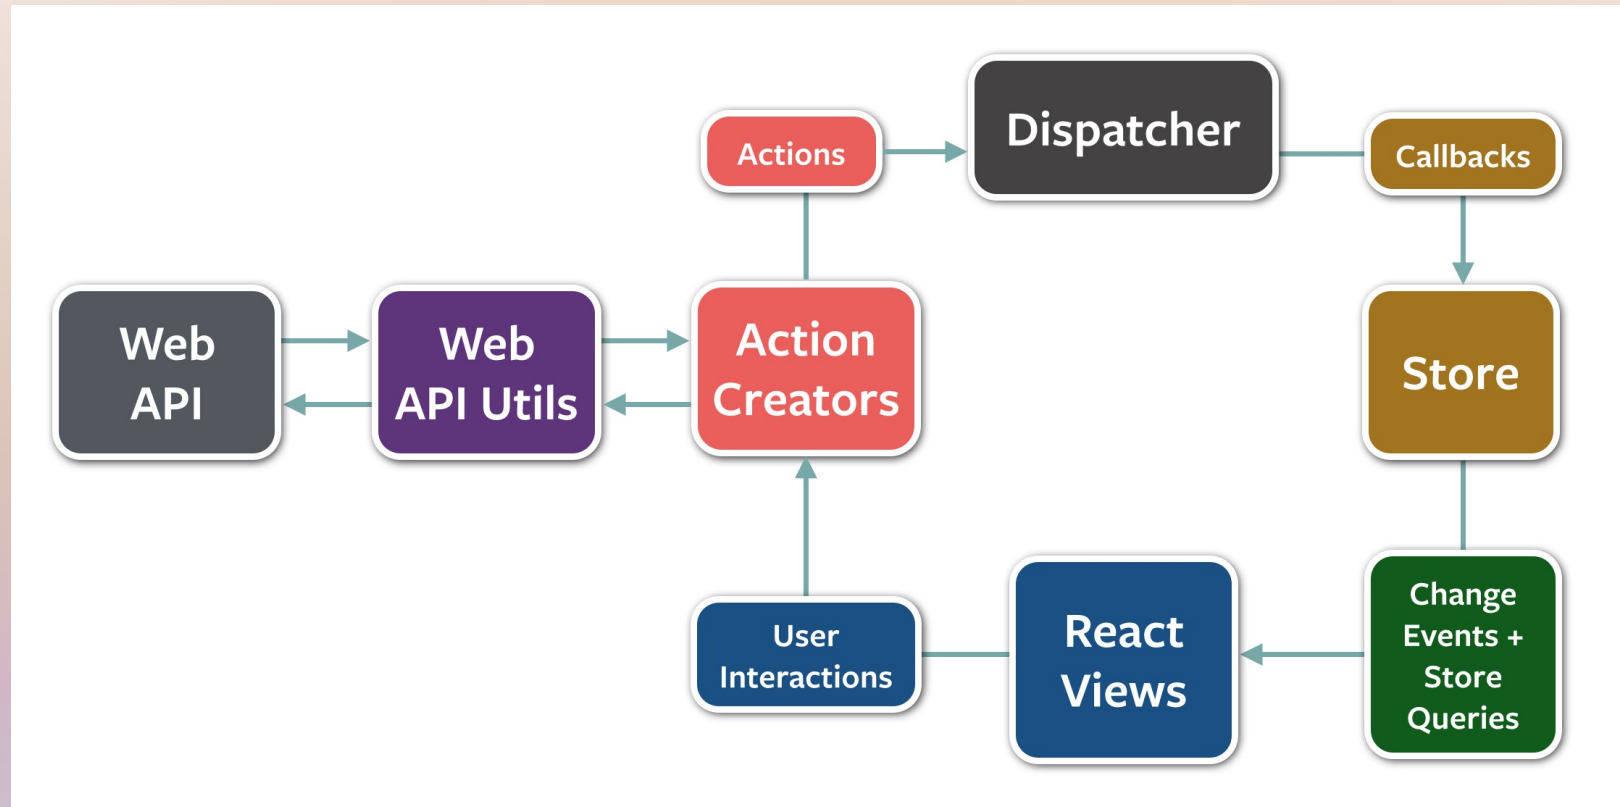 Dispatcher
Actions
Callbacks
Web
API
Web
API Utils
Action
Creators
Store
User
Interactions
React
Views
Change
Events +
Store
Queries